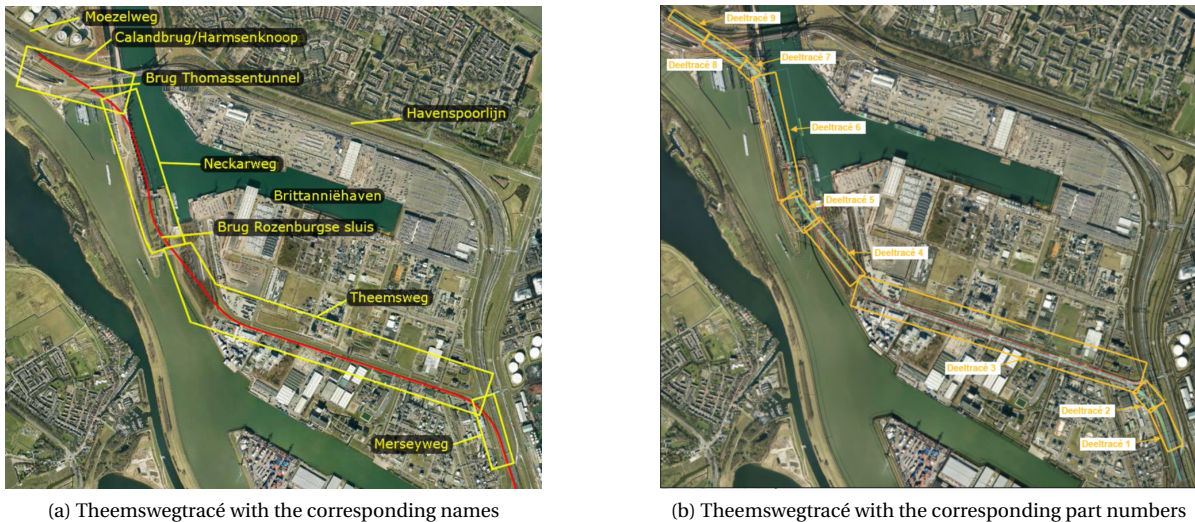 Moezelweg
Calandbrug/Harmsenknoop
Brug Thomassentunnel
Havenspoorlijn
Neckarweg
Brittanniëhaven
Brug Rozenburgse sluis
Theemsweg
Merseyweg
(a) Theemswegtracé with the corresponding names
Deeltracé 9
Deeltracé 7
Deeltracé 8
Deeltracé 6
Deeltracé 5
Deeltracé 4
Deeltracé 3
Deeltracé 2
Deeltracé 1
(b) Theemswegtracé with the corresponding part numbers